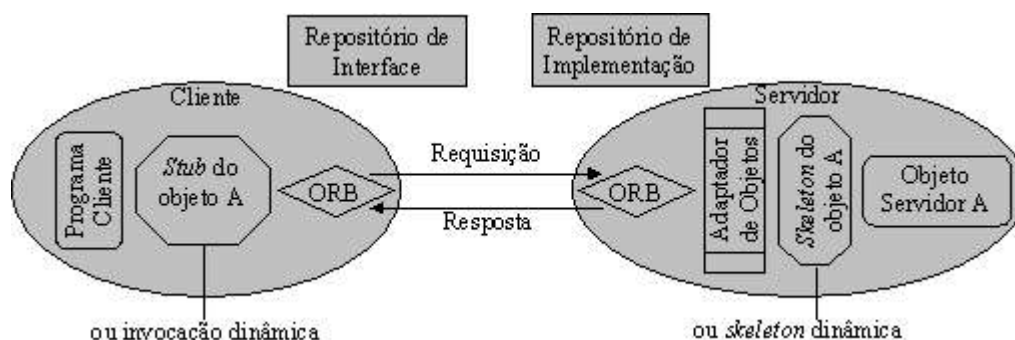 Repositório de
Interface
Repositório de
Implementação
Cliente
Servidor
Programa
Cliente
Stub do
objeto A
ORB
Requisição
Resposta
ORB
Adaptador
de Objetos
Skeleton do
objeto A
Objeto
Servidor A
ou invocação dinâmica
ou skeleton dinâmica